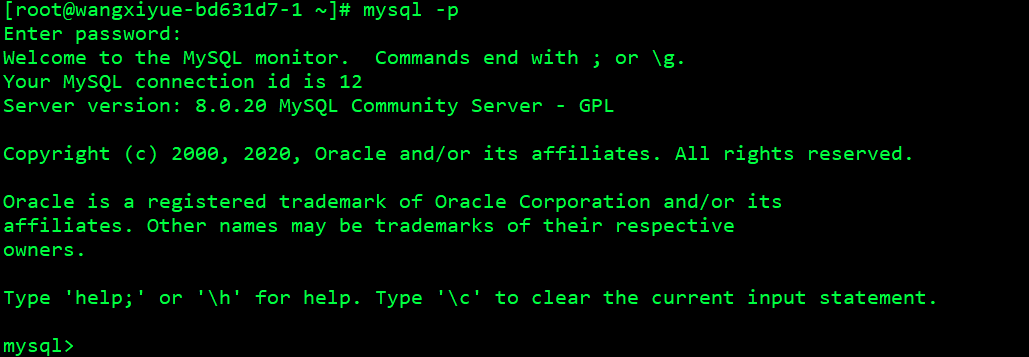 [root@wangxiyue-bd631d7-1 ~]# mysql -p
Enter password:
Welcome to the MySQL monitor.  Commands end with ; or \g.
Your MySQL connection id is 12
Server version: 8.0.20 MySQL Community Server - GPL

Copyright (c) 2000, 2020, Oracle and/or its affiliates. All rights reserved.

Oracle is a registered trademark of Oracle Corporation and/or its
affiliates. Other names may be trademarks of their respective
owners.

Type 'help;' or '\h' for help. Type '\c' to clear the current input statement.

mysql>